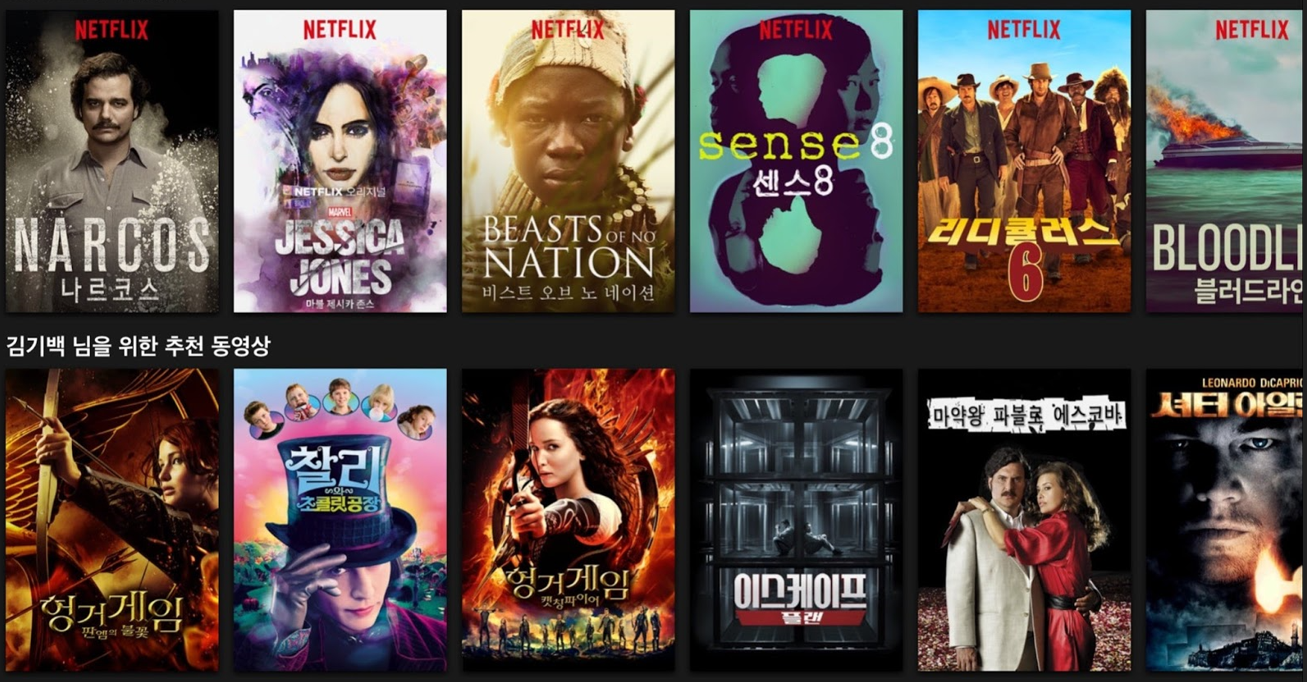 NETFLIX
NARCOS
나르코스
NETFLIX
NETFLIX 오리지널
MARVEL
JESSICA
JONES
마블 제시카 존스
NETFLIX
BEASTS OF NO
NATION
비스트 오브 노 네이션
NETFLIX
sense8
센스8
NETFLIX
리디큘러스
6
NETFLIX
BLOODLI
블러드라인
김기백 님을 위한 추천 동영상
헝거게임
판엠의 불꽃
찰리
와
초콜릿공장
헝거게임
캣칭파이어
이스케이프
플랜
마약왕 파블로 에스코바
LEONARDO DiCAPRIO
셔터 아일